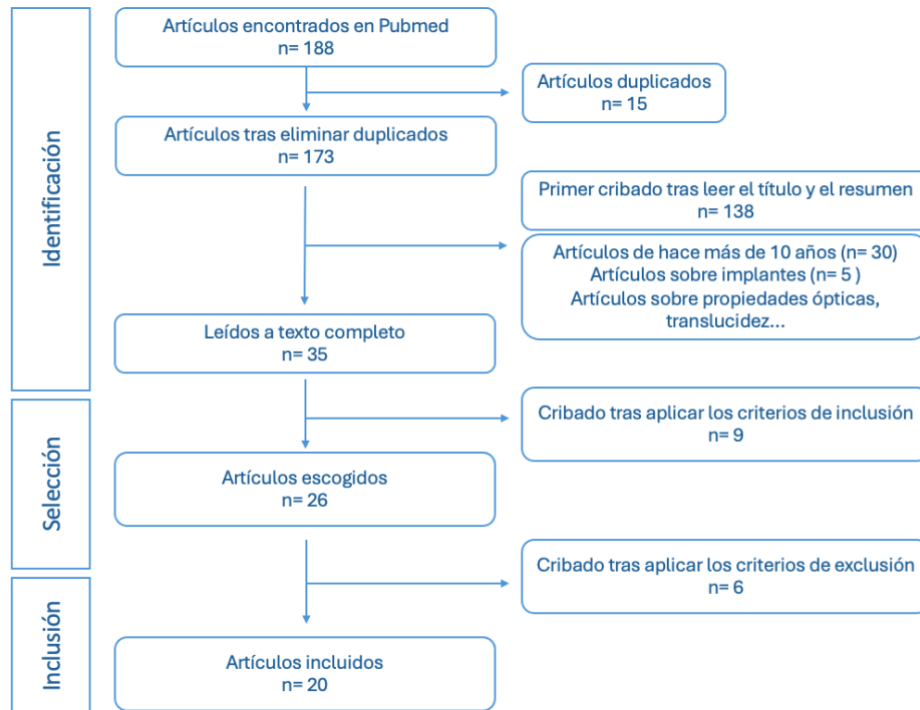 Identificación
Artículos encontrados en Pubmed
n= 188
Artículos duplicados
n= 15
Artículos tras eliminar duplicados
n= 173
Primer cribado tras leer el título y el resumen
n= 138
Artículos de hace más de 10 años (n= 30)
Artículos sobre implantes (n= 5 )
Artículos sobre propiedades ópticas,
translucidez...
Leídos a texto completo
n= 35
Selección
Cribado tras aplicar los criterios de inclusión
n= 9
Artículos escogidos
n= 26
Cribado tras aplicar los criterios de exclusión
n= 6
Inclusión
Artículos incluidos
n= 20